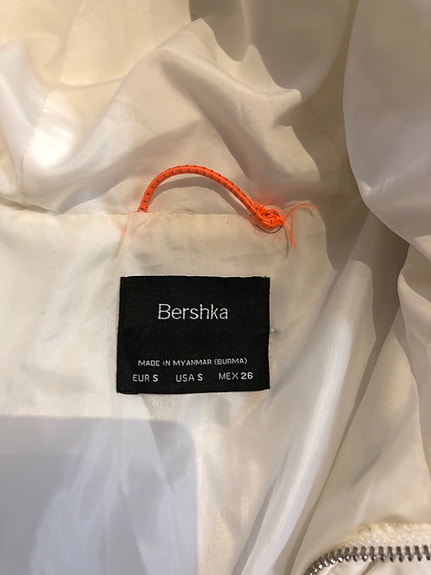 Bershka
MADE IN MYANMAR (BURMA)
EUR S USA S MEX 26